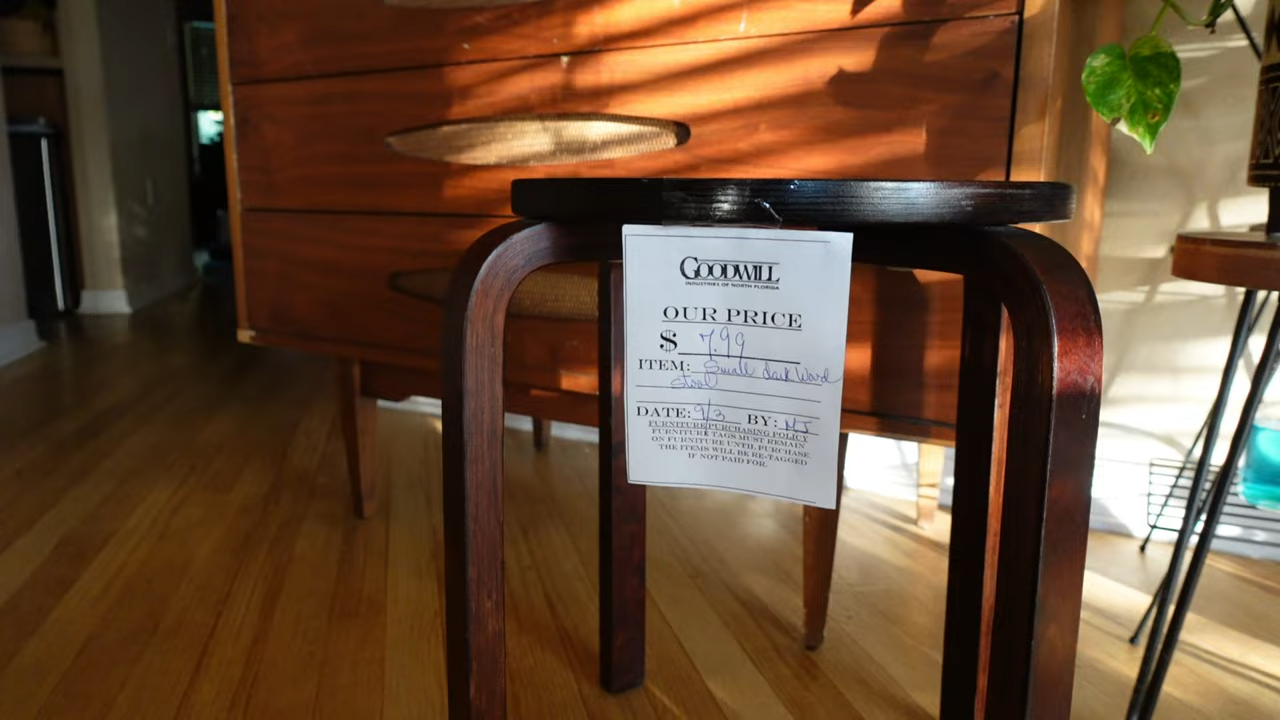 GOODWILL
INDUSTRIES OF NORTH FLORIDA
OUR PRICE
$ 7.99
ITEM: Small dark Wood
Stool
DATE: 9/3 BY: NJ
FURNITURE PURCHASING POLICY
FURNITURE TAGS MUST REMAIN
ON FURNITURE UNTIL PURCHASE
THE ITEMS WILL BE RE-TAGGED
IF NOT PAID FOR.